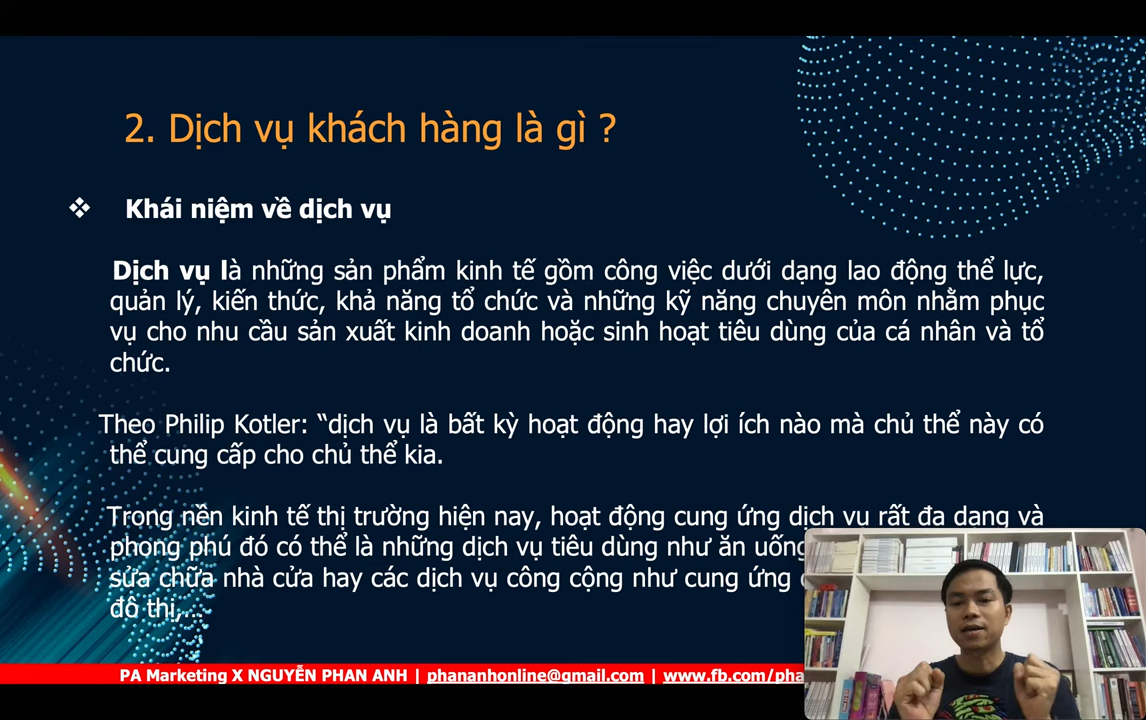 2. Dịch vụ khách hàng là gì ?
❖ Khái niệm về dịch vụ
Dịch vụ là những sản phẩm kinh tế gồm công việc dưới dạng lao động thể lực,
quản lý, kiến thức, khả năng tổ chức và những kỹ năng chuyên môn nhằm phục
vụ cho nhu cầu sản xuất kinh doanh hoặc sinh hoạt tiêu dùng của cá nhân và tổ
chức.
Theo Philip Kotler: “dịch vụ là bất kỳ hoạt động hay lợi ích nào mà chủ thể này có
thể cung cấp cho chủ thể kia.
Trong nền kinh tế thị trường hiện nay, hoạt động cung ứng dịch vụ rất đa dạng và
phong phú đó có thể là những dịch vụ tiêu dùng như ăn uống
sửa chữa nhà cửa hay các dịch vụ công cộng như cung ứng
đô thị,...
PA Marketing X NGUYỄN PHAN ANH | phananhonline@gmail.com | www.fb.com/pha